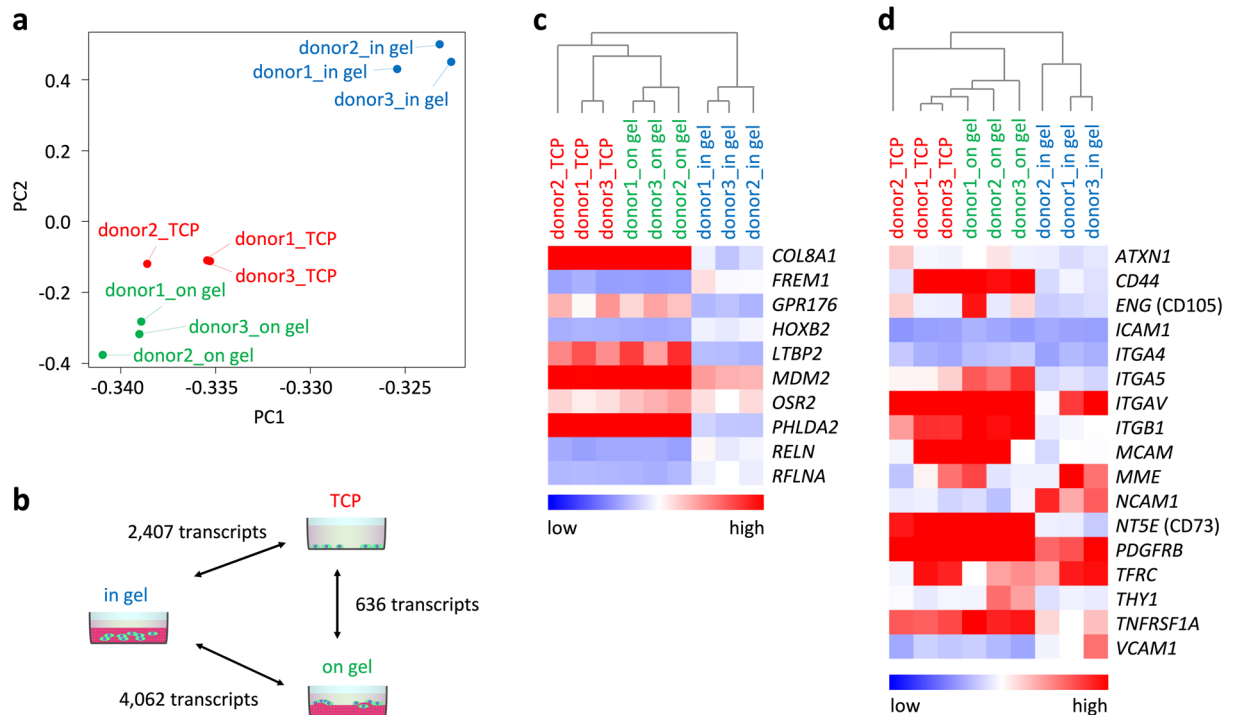 a
0.4
0.2
0.0
-0.2
-0.4
PC2
-0.340
-0.335
-0.330
-0.325
PC1
donor2_in gel
donor1_in gel
donor3_in gel
donor2_TCP
donor1_TCP
donor3_TCP
donor1_on gel
donor3_on gel
donor2_on gel
b
TCP
2,407 transcripts
in gel
636 transcripts
on gel
4,062 transcripts
c
donor2_TCP
donor1_TCP
donor3_TCP
donor1_on gel
donor3_on gel
donor2_on gel
donor1_in gel
donor3_in gel
donor2_in gel
COL8A1
FREM1
GPR176
HOXB2
LTBP2
MDM2
OSR2
PHLDA2
RELN
RFLNA
low high
d
donor2_TCP
donor1_TCP
donor3_TCP
donor1_on gel
donor2_on gel
donor3_on gel
donor2_in gel
donor1_in gel
donor3_in gel
ATXN1
CD44
ENG (CD105)
ICAM1
ITGA4
ITGA5
ITGAV
ITGB1
MCAM
MME
NCAM1
NT5E (CD73)
PDGFRB
TFRC
THY1
TNFRSF1A
VCAM1
low high